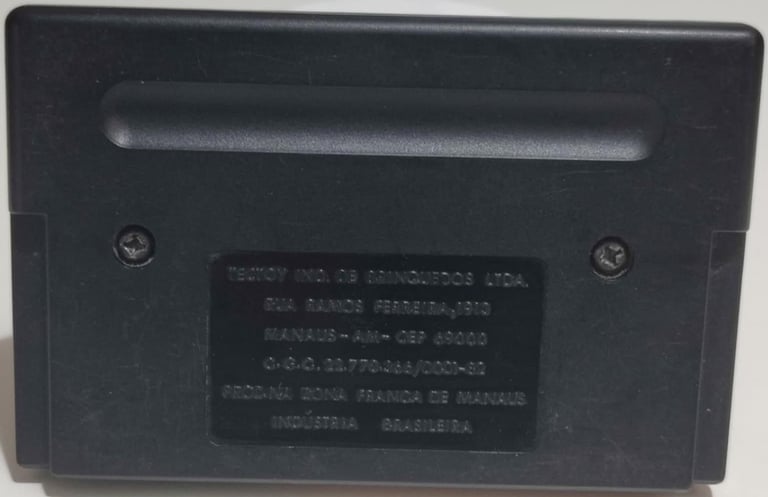 TECTOY IND. DE BRINQUEDOS LTDA.
RUA RAMOS FERREIRA, 1910
MANAUS - AM - CEP 69000
C.G.C. 22.770.366/0001-82
PROD. NA ZONA FRANCA DE MANAUS
INDÚSTRIA BRASILEIRA